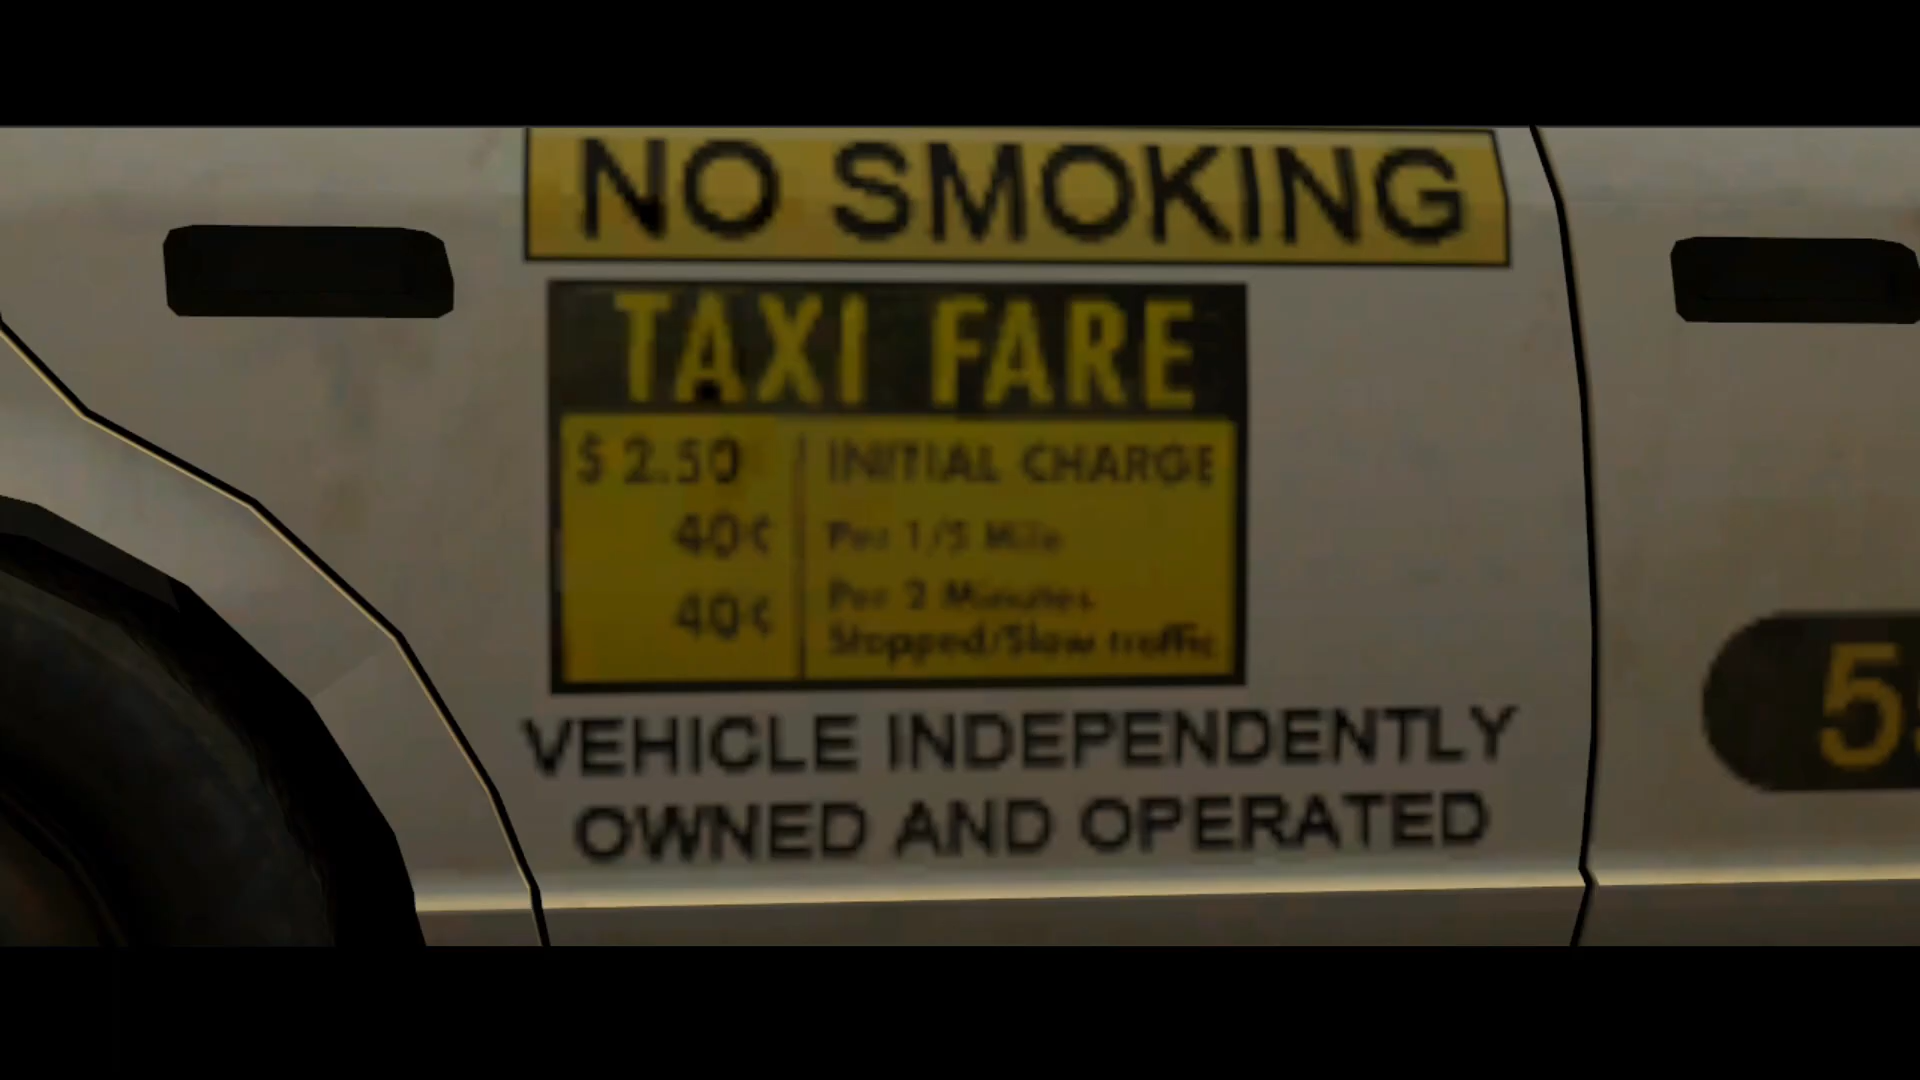 NO SMOKING
TAXI FARE
$ 2.50 INITIAL CHARGE
40¢ Per 1/5 Mile
40¢ Per 2 Minutes
Stopped/Slow traffic
VEHICLE INDEPENDENTLY
OWNED AND OPERATED
5